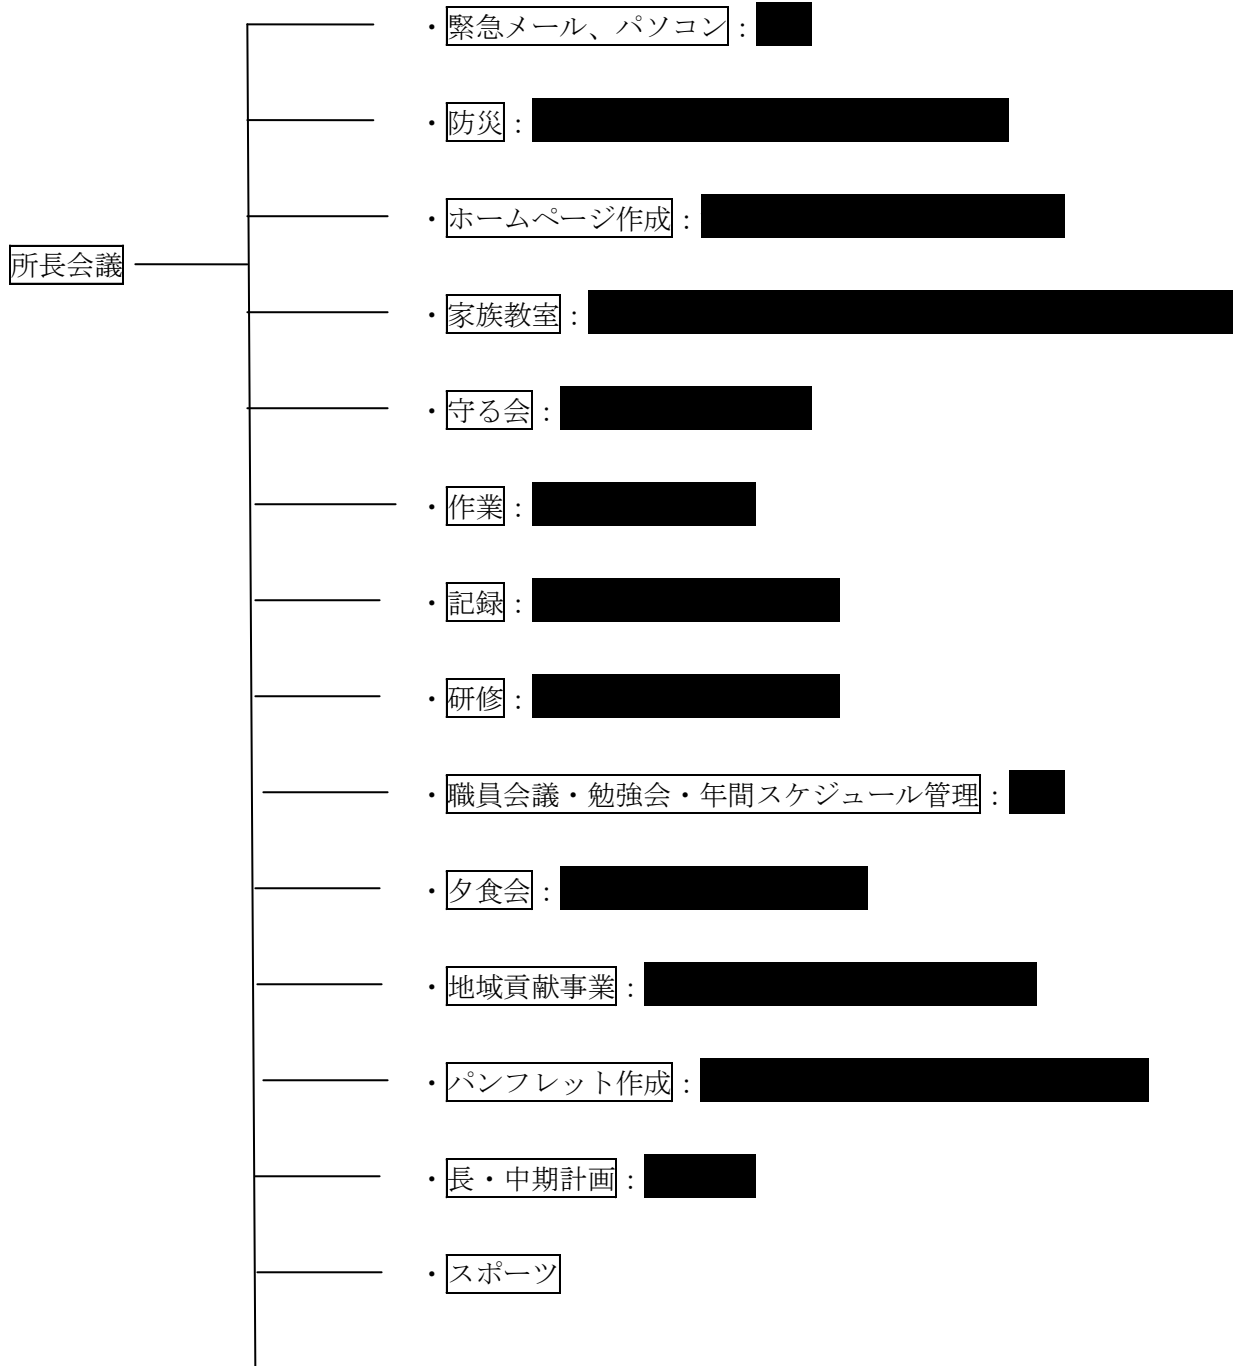 ・緊急メール、パソコン：
・防災：
・ホームページ作成：
所長会議
・家族教室：
・守る会：
・作業：
・記録：
・研修：
・職員会議・勉強会・年間スケジュール管理：
・夕食会：
・地域貢献事業：
・パンフレット作成：
・長・中期計画：
・スポーツ